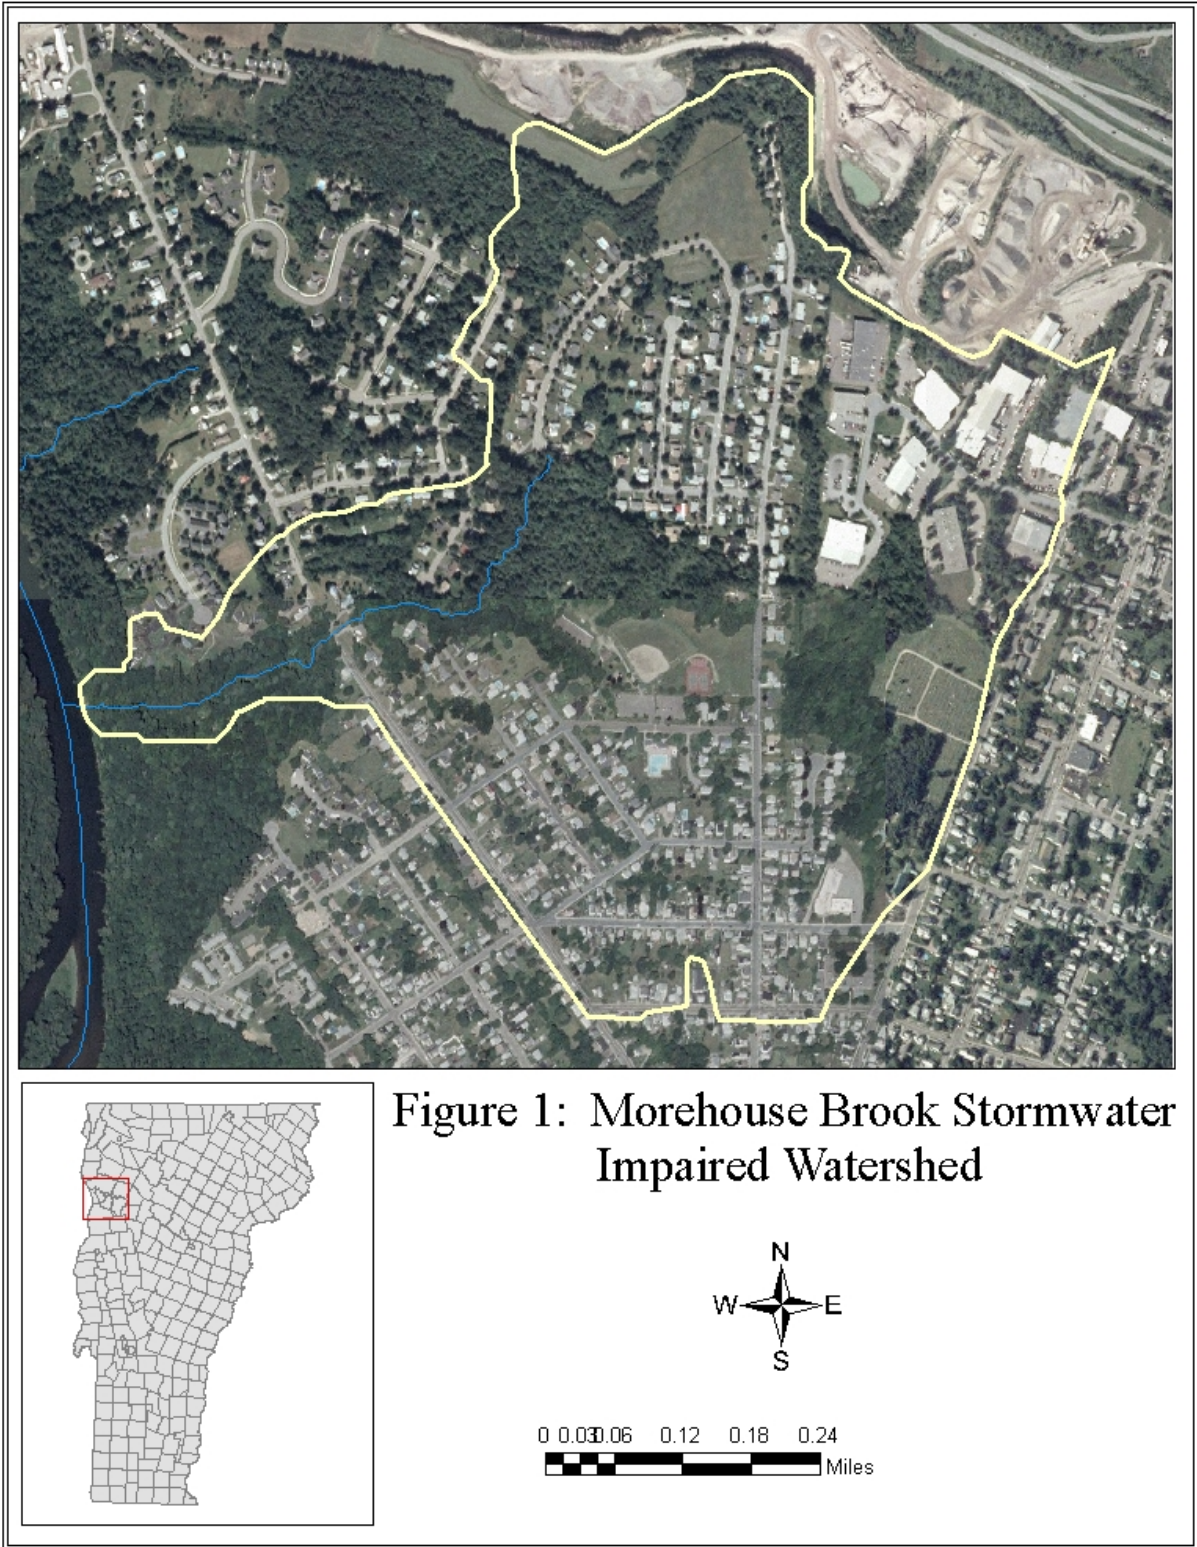 Figure 1: Morehouse Brook Stormwater
Impaired Watershed
N
W E
S
0 0.03 0.06 0.12 0.18 0.24
Miles